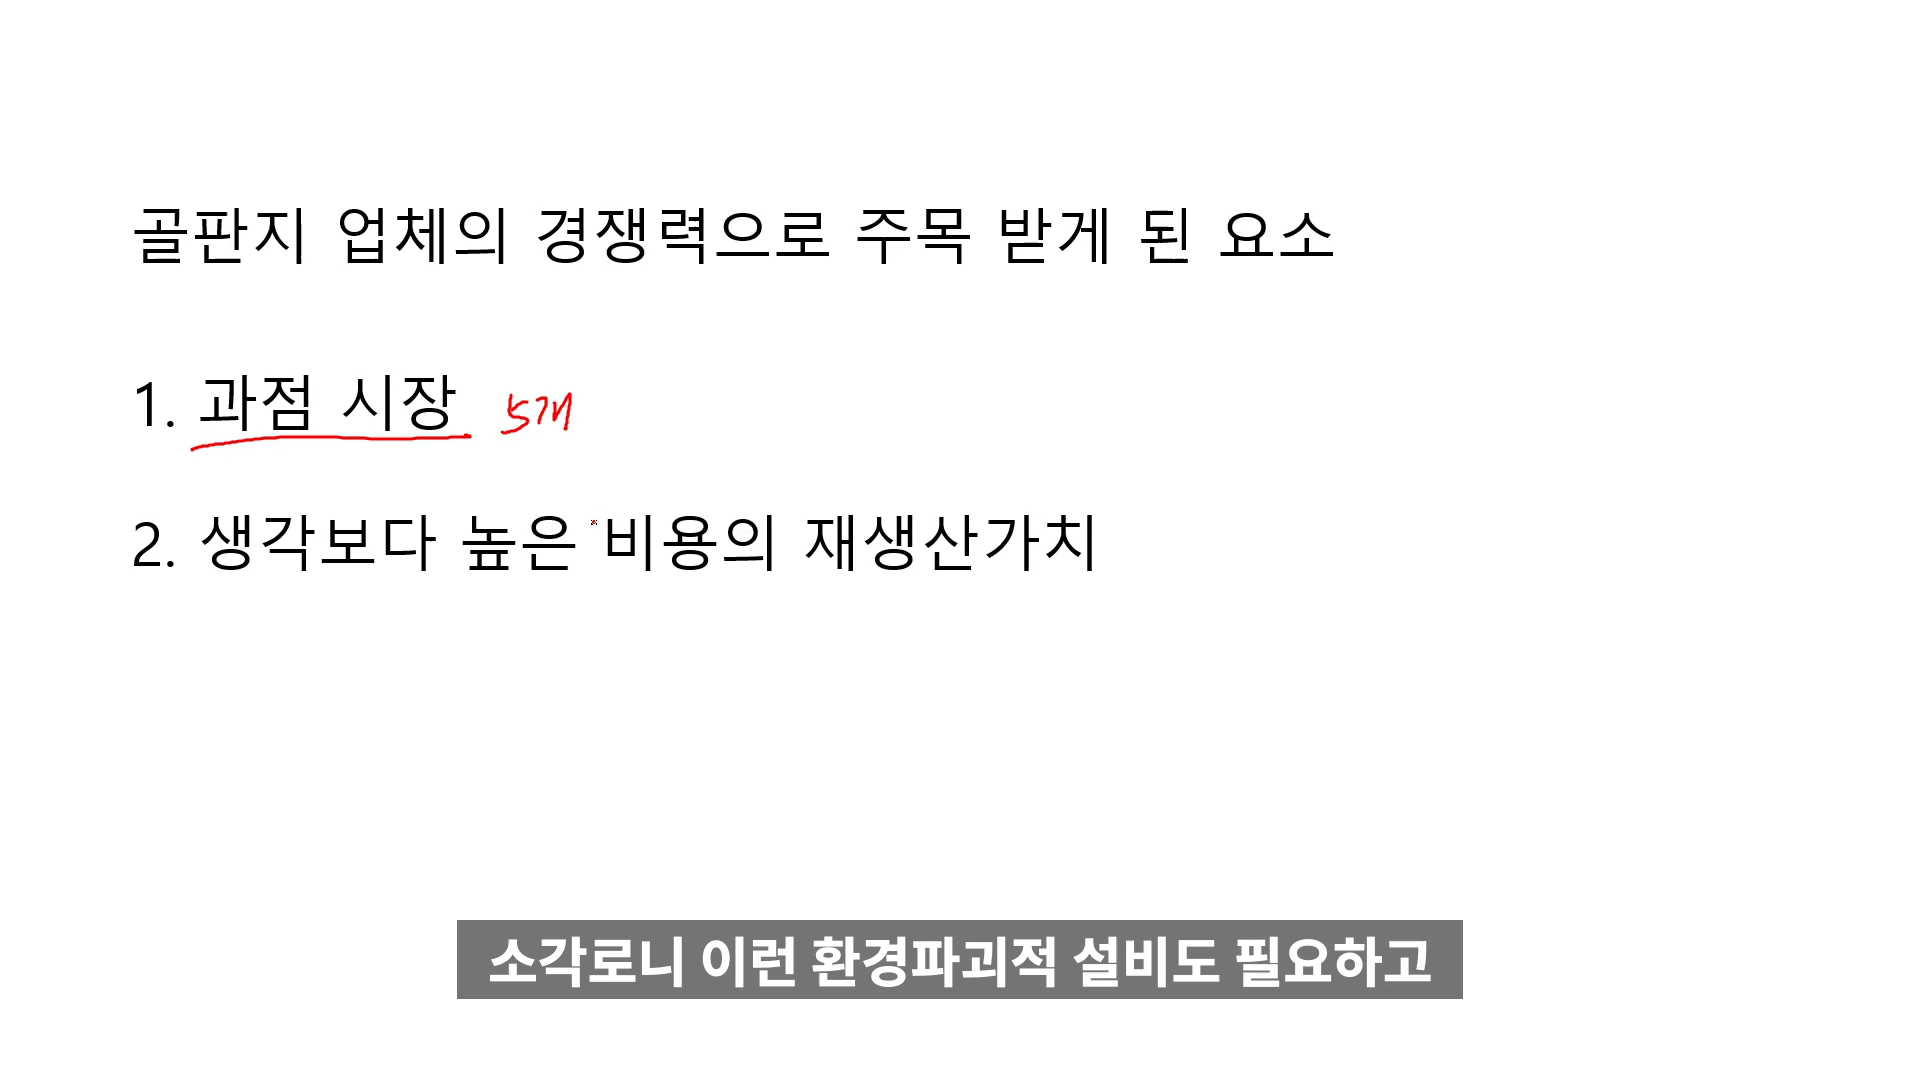 골판지 업체의 경쟁력으로 주목 받게 된 요소
1. 과점 시장 5개
2. 생각보다 높은 비용의 재생산가치
소각로니 이런 환경파괴적 설비도 필요하고